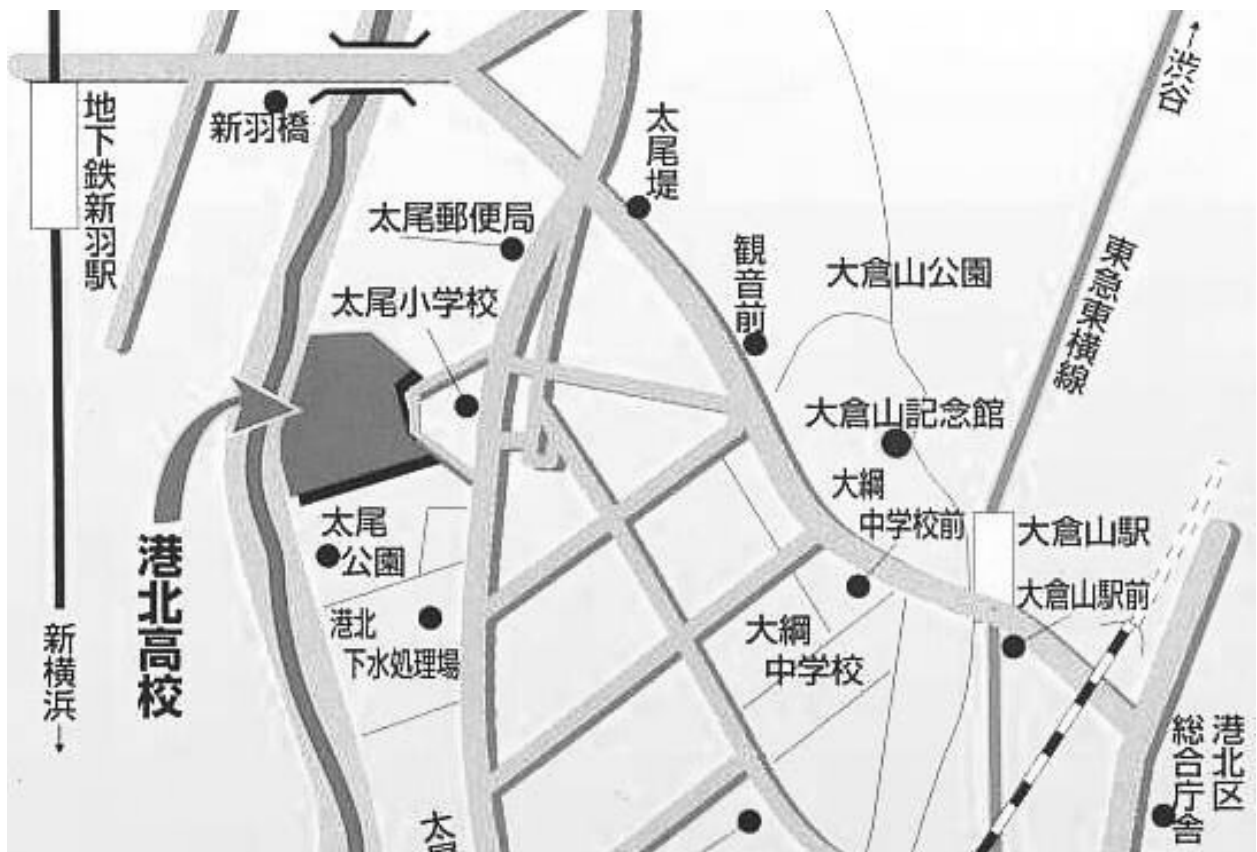 ↑渋谷
地下鉄新羽駅
新羽橋
太尾堤
太尾郵便局
観音前
大倉山公園
東急東横線
太尾小学校
大倉山記念館
大綱
中学校前
大倉山駅
太尾
公園
港北高校
大倉山駅前
港北
下水処理場
大綱
中学校
新横浜↓
港北区
総合庁舎
太尾